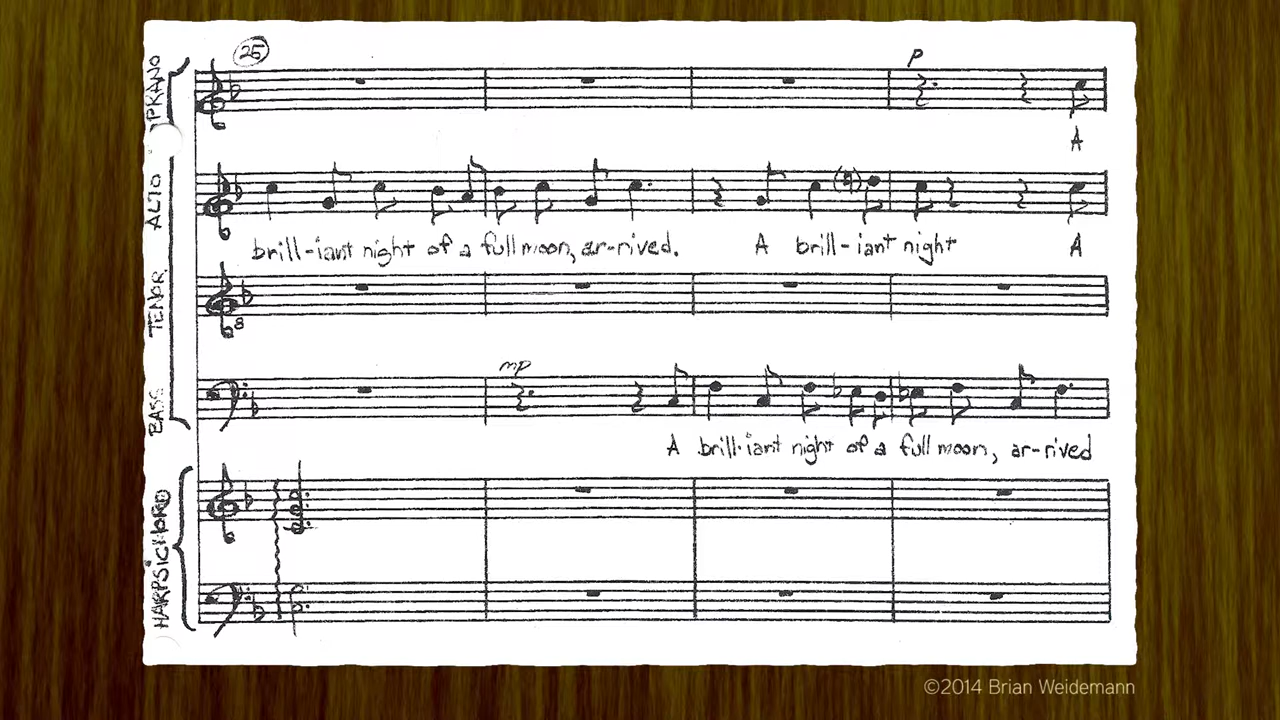 25
SOPRANO
p
A
ALTO
brill-iant night of a full moon, ar-rived. A brill-iant night A
TENOR
8
BASS
mp
A brill-iant night of a full moon, ar-rived
HARPSICHORD
©2014 Brian Weidemann